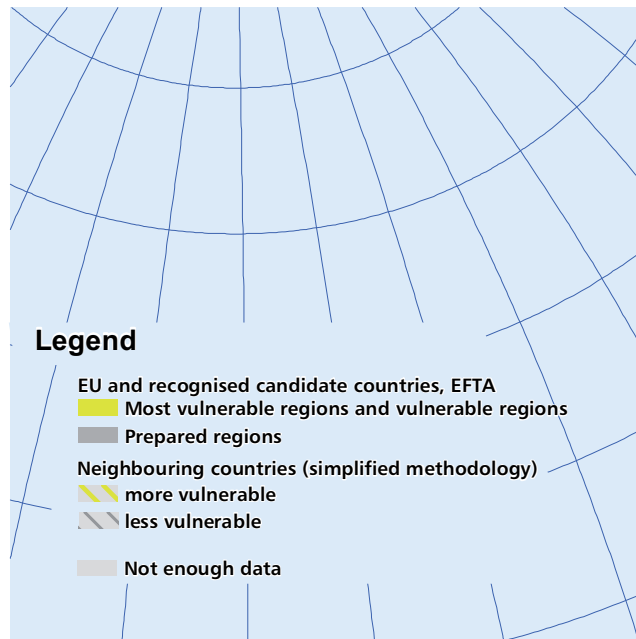 Legend
EU and recognised candidate countries, EFTA
Most vulnerable regions and vulnerable regions
Prepared regions
Neighbouring countries (simplified methodology)
more vulnerable
less vulnerable
Not enough data